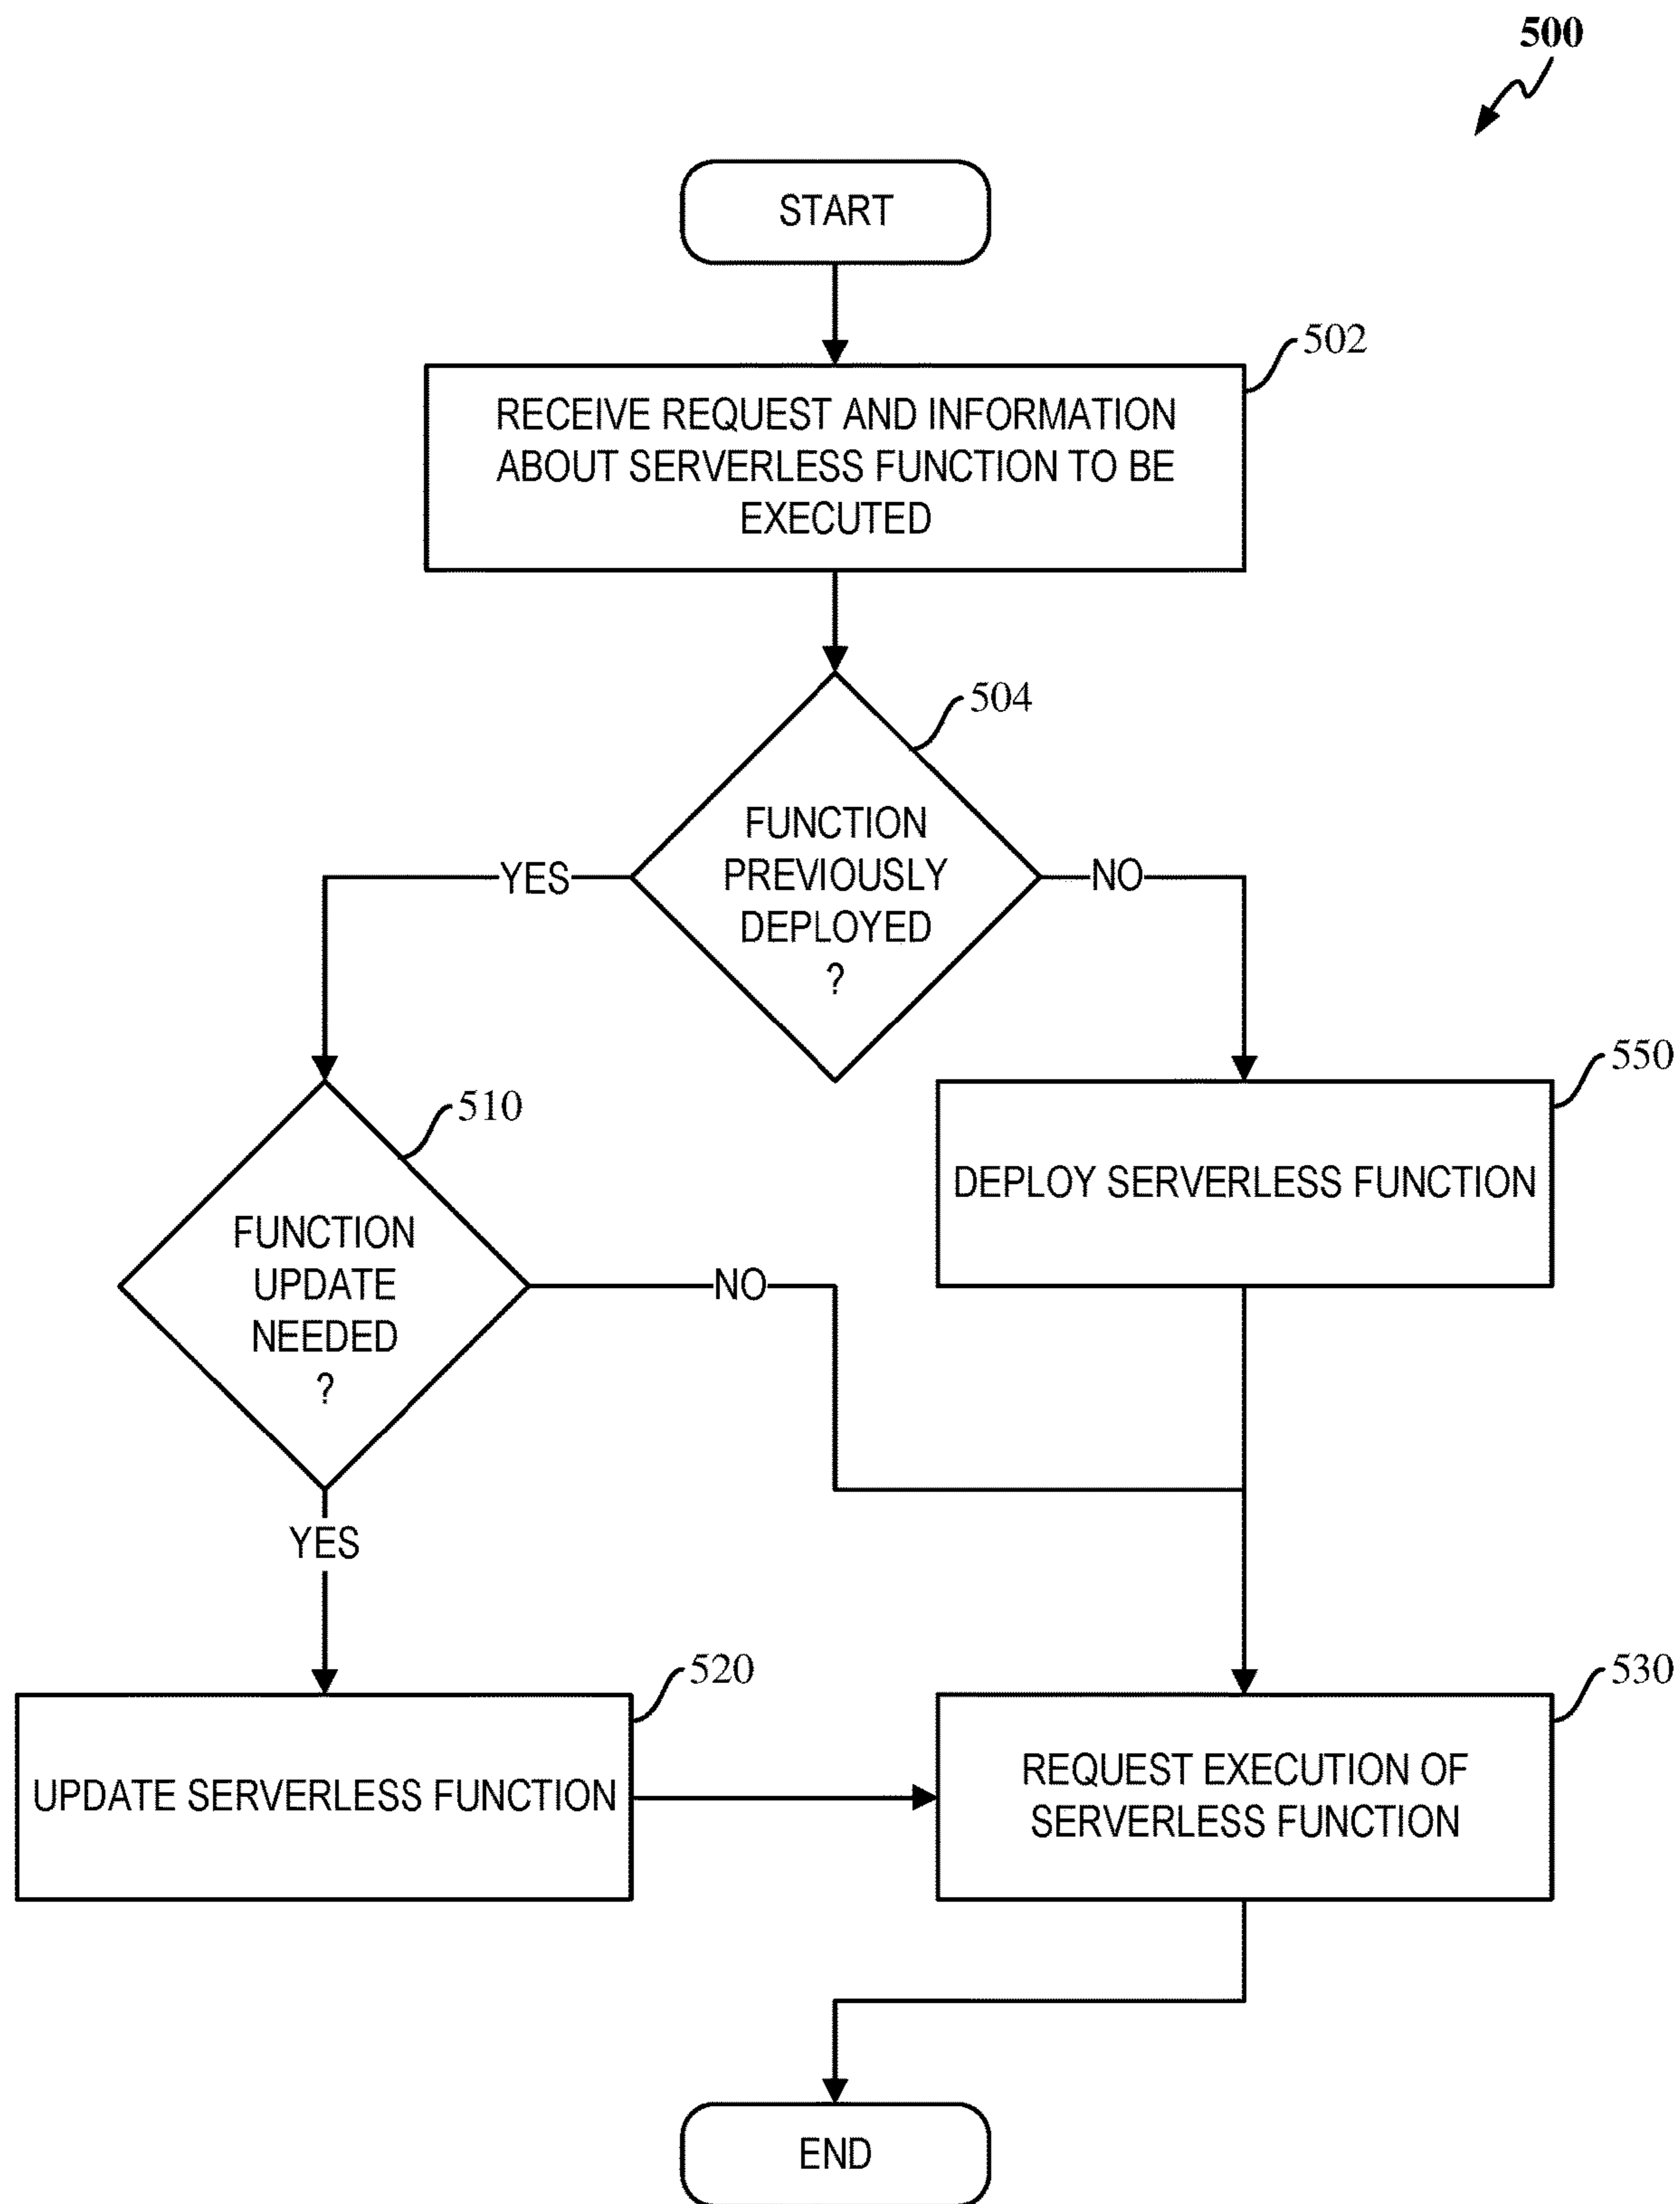 500
START
502
RECEIVE REQUEST AND INFORMATION
ABOUT SERVERLESS FUNCTION TO BE
EXECUTED
504
FUNCTION
PREVIOUSLY
DEPLOYED
?
YES
NO
510
550
FUNCTION
UPDATE
NEEDED
?
DEPLOY SERVERLESS FUNCTION
NO
YES
520
530
UPDATE SERVERLESS FUNCTION
REQUEST EXECUTION OF
SERVERLESS FUNCTION
END